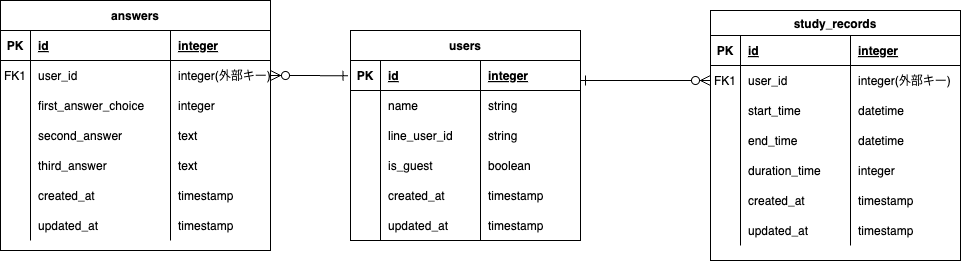 answers
PK id integer
FK1 user_id integer(外部キー)
first_answer_choice integer
second_answer text
third_answer text
created_at timestamp
updated_at timestamp
users
PK id integer
name string
line_user_id string
is_guest boolean
created_at timestamp
updated_at timestamp
study_records
PK id integer
FK1 user_id integer(外部キー)
start_time datetime
end_time datetime
duration_time integer
created_at timestamp
updated_at timestamp